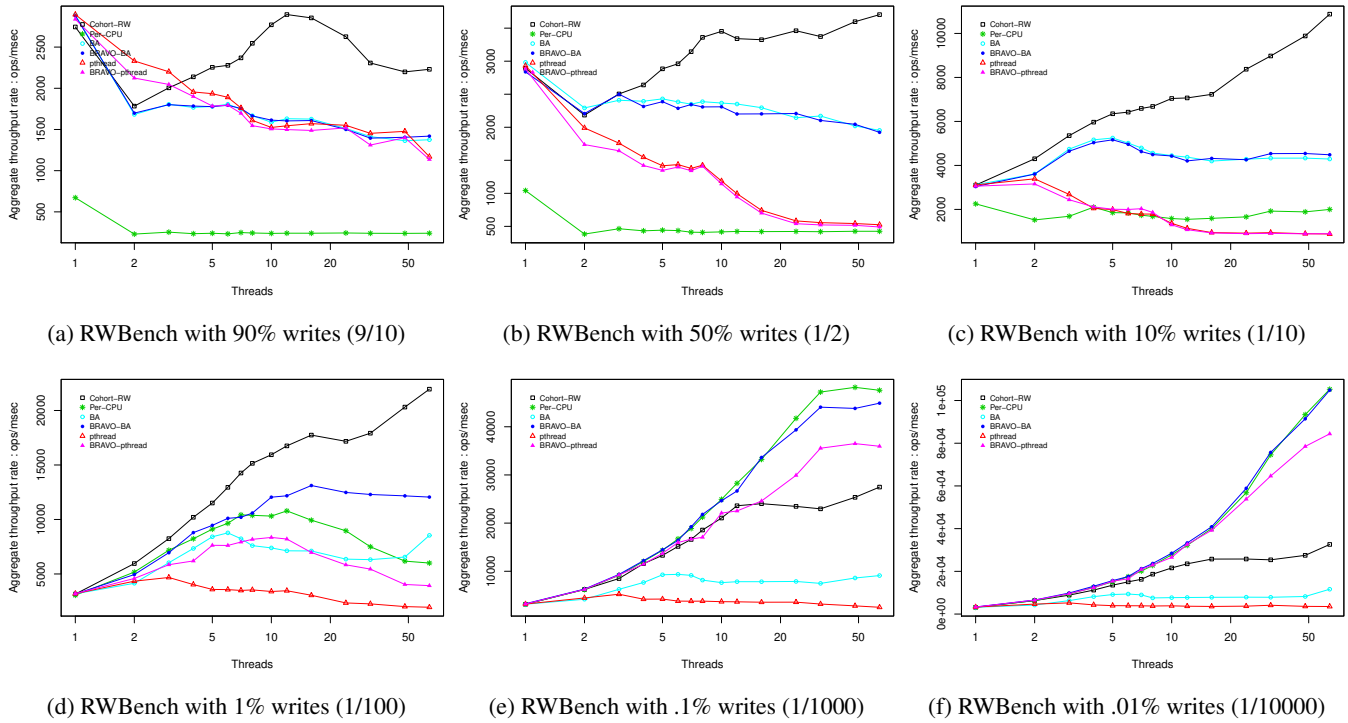 Aggregate throughput rate : ops/msec
500 1000 1500 2000 2500
Cohort−RW
Per−CPU
BA
BRAVO−BA
pthread
BRAVO−pthread
1 2 5 10 20 50
Threads
(a) RWBench with 90% writes (9/10)
Aggregate throughput rate : ops/msec
500 1000 2000 3000
Cohort−RW
Per−CPU
BA
BRAVO−BA
pthread
BRAVO−pthread
1 2 5 10 20 50
Threads
(b) RWBench with 50% writes (1/2)
Aggregate throughput rate : ops/msec
2000 4000 6000 8000 10000
Cohort−RW
Per−CPU
BA
BRAVO−BA
pthread
BRAVO−pthread
1 2 5 10 20 50
Threads
(c) RWBench with 10% writes (1/10)
Aggregate throughput rate : ops/msec
5000 10000 15000 20000
Cohort−RW
Per−CPU
BA
BRAVO−BA
pthread
BRAVO−pthread
1 2 5 10 20 50
Threads
(d) RWBench with 1% writes (1/100)
Aggregate throughput rate : ops/msec
10000 20000 30000 40000
Cohort−RW
Per−CPU
BA
BRAVO−BA
pthread
BRAVO−pthread
1 2 5 10 20 50
Threads
(e) RWBench with .1% writes (1/1000)
Aggregate throughput rate : ops/msec
0e+00 2e+04 4e+04 6e+04 8e+04 1e+05
Cohort−RW
Per−CPU
BA
BRAVO−BA
pthread
BRAVO−pthread
1 2 5 10 20 50
Threads
(f) RWBench with .01% writes (1/10000)